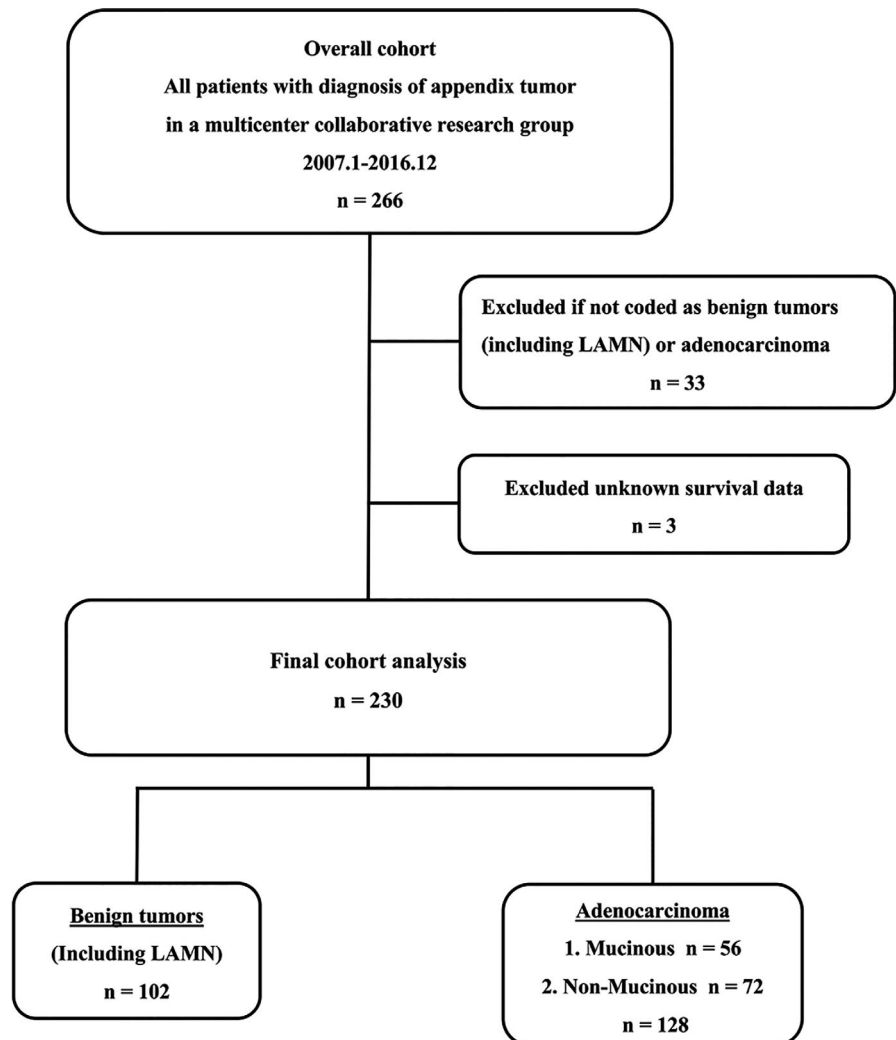 Overall cohort
All patients with diagnosis of appendix tumor
in a multicenter collaborative research group
2007.1-2016.12
n = 266
Excluded if not coded as benign tumors
(including LAMN) or adenocarcinoma
n = 33
Excluded unknown survival data
n = 3
Final cohort analysis
n = 230
Benign tumors
(Including LAMN)
n = 102
Adenocarcinoma
1. Mucinous n = 56
2. Non-Mucinous n = 72
n = 128